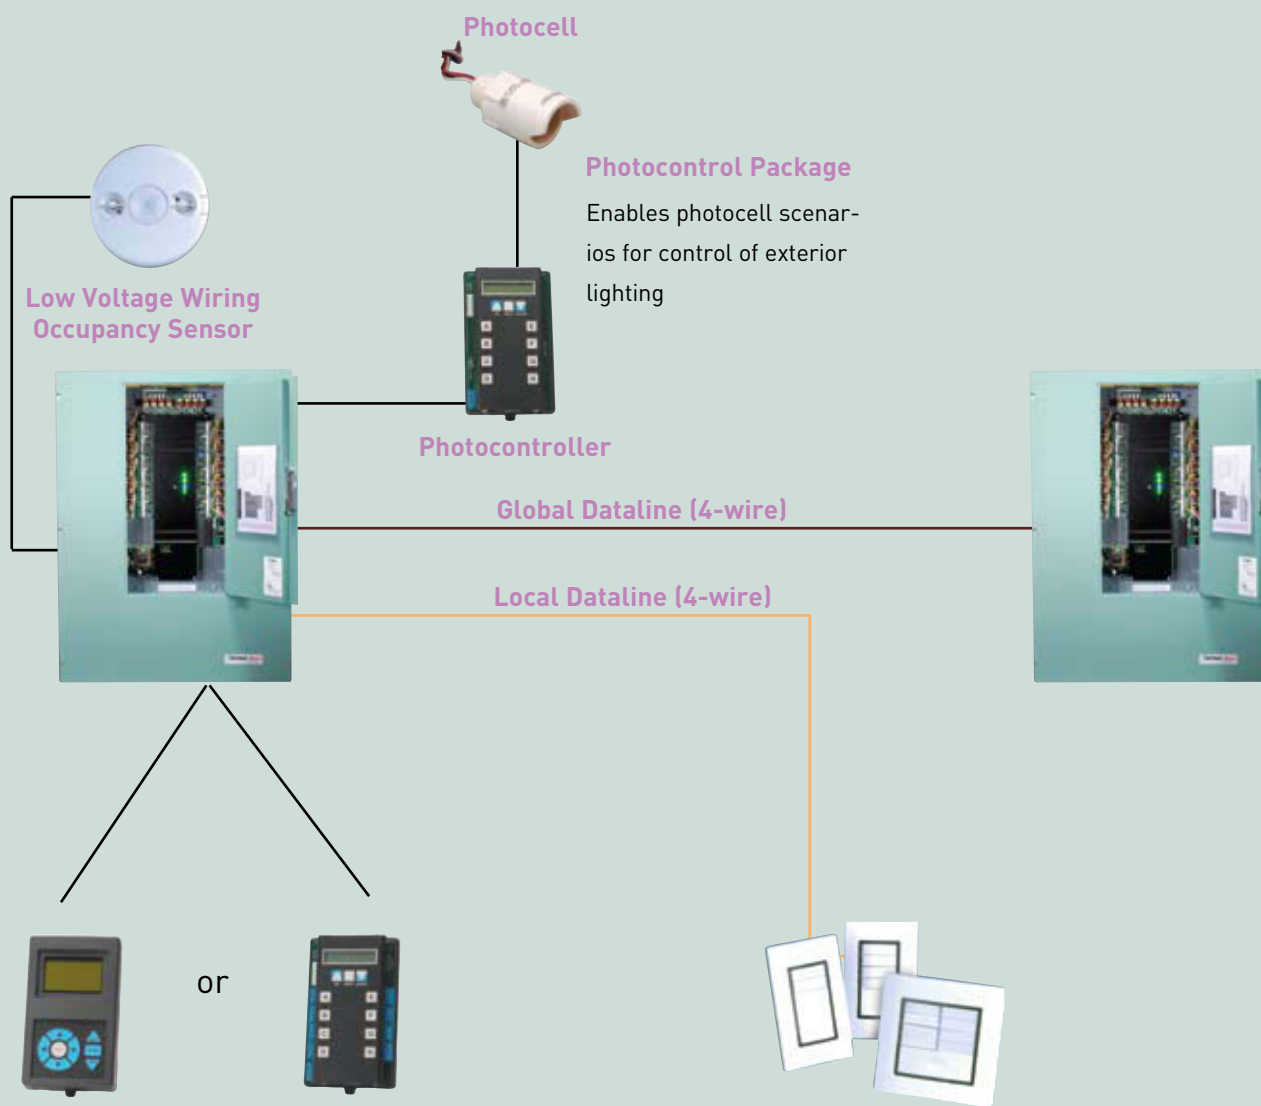 Photocell
Photocontrol Package
Enables photocell scenar-
ios for control of exterior
lighting
Low Voltage Wiring
Occupancy Sensor
Photocontroller
Global Dataline (4-wire)
Local Dataline (4-wire)
or